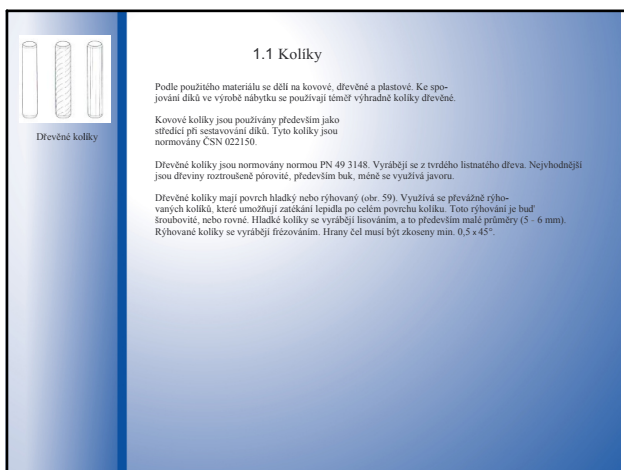 1.1 Kolíky
Podle použitého materiálu se dělí na kovové, dřevěné a plastové. Ke spo-
jování díků ve výrobě nábytku se používají téměř výhradně kolíky dřevěné.
Kovové kolíky jsou používány především jako
středící při sestavování díků. Tyto kolíky jsou
normovány ČSN 022150.
Dřevěné kolíky jsou normovány normou PN 49 3148. Vyrábějí se z tvrdého listnatého dřeva. Nejvhodnější
jsou dřeviny roztroušeně pórovité, především buk, méně se využívá javoru.
Dřevěné kolíky mají povrch hladký nebo rýhovaný (obr. 59). Využívá se převážně rýho-
vaných kolíků, které umožňují zatékání lepidla po celém povrchu kolíku. Toto rýhování je buď
šroubovité, nebo rovné. Hladké kolíky se vyrábějí lisováním, a to především malé průměry (5 - 6 mm).
Rýhované kolíky se vyrábějí frézováním. Hrany čel musí být zkoseny min. 0,5 x 45°.
Dřevěné kolíky